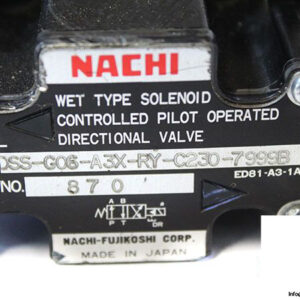 NACHI
WET TYPE SOLENOID
CONTROLLED PILOT OPERATED
DIRECTIONAL VALVE
DSS-G06-A3X-RY-C230-7999B
NO. 870
ED81-A3-1A
A B
P T DR
NACHI-FUJIKOSHI CORP.
MADE IN JAPAN